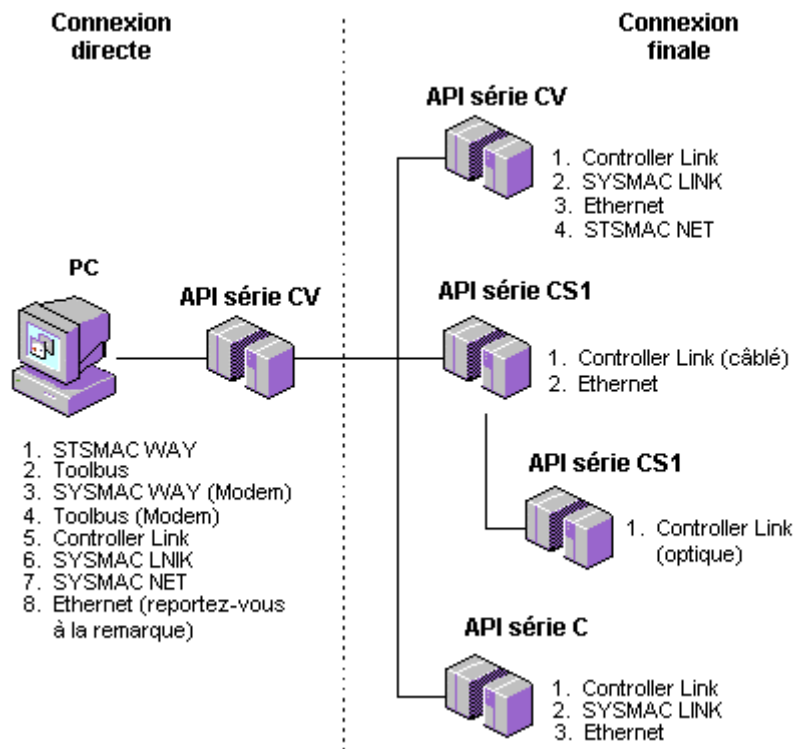 Connexion
directe
Connexion
finale
API série CV
1. Controller Link
2. SYSMAC LINK
3. Ethernet
4. STSMAC NET
PC
API série CV
API série CS1
1. Controller Link (câblé)
2. Ethernet
1. STSMAC WAY
2. Toolbus
3. SYSMAC WAY (Modem)
4. Toolbus (Modem)
5. Controller Link
6. SYSMAC LNIK
7. SYSMAC NET
8. Ethernet (reportez-vous
à la remarque)
API série CS1
1. Controller Link
(optique)
API série C
1. Controller Link
2. SYSMAC LINK
3. Ethernet